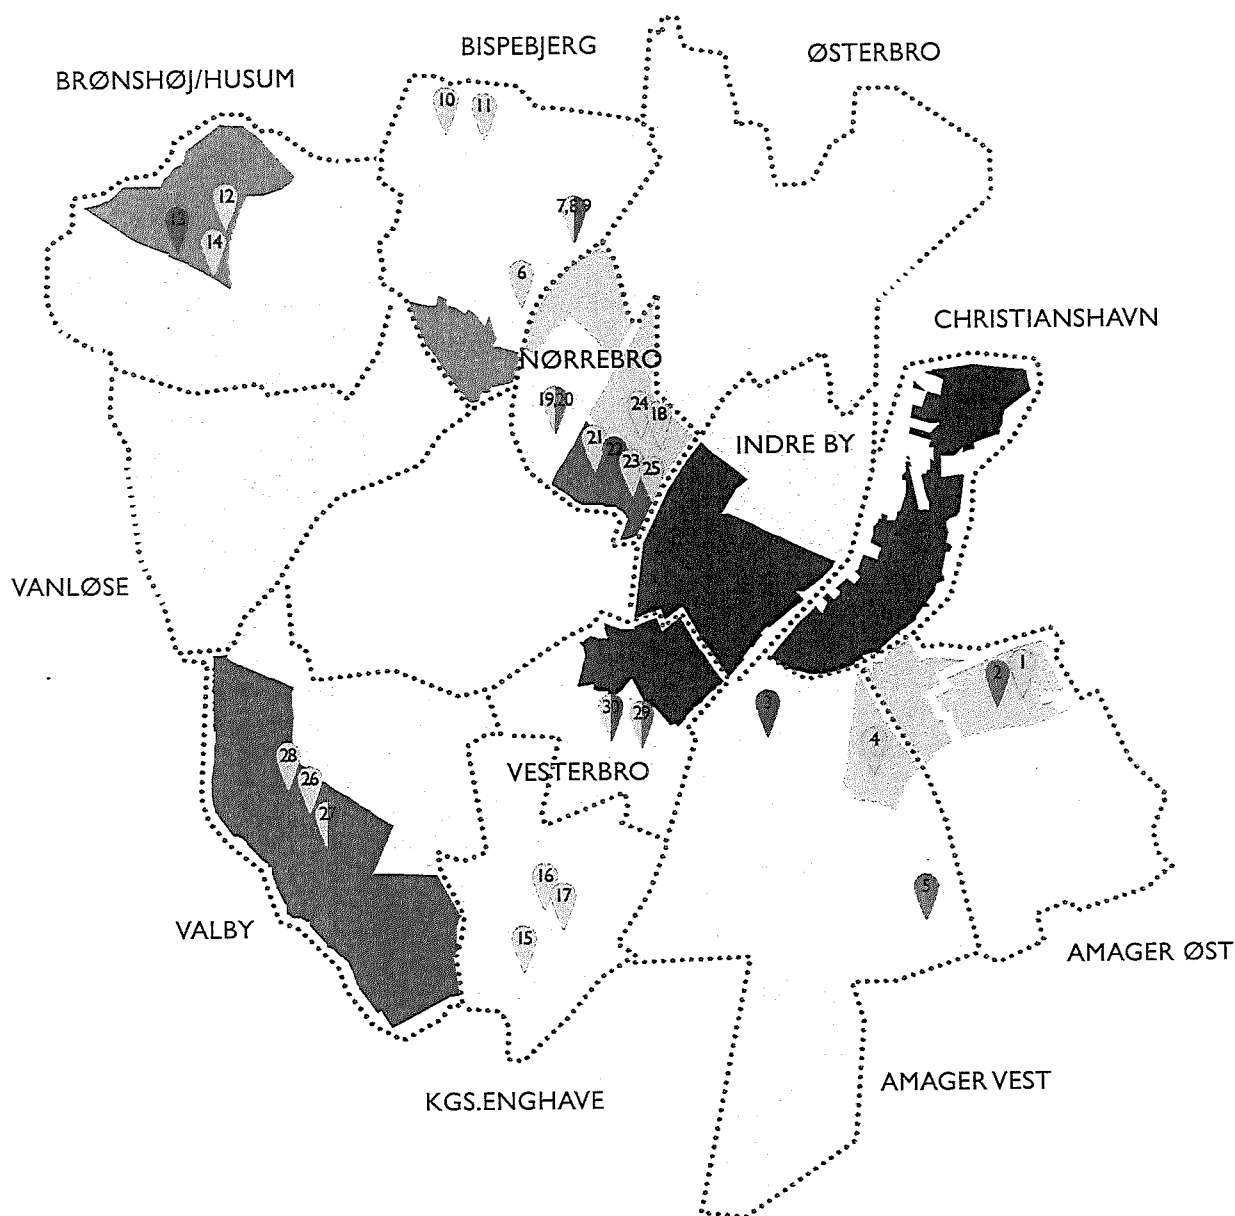 BISPEBJERG
ØSTERBRO
BRØNSHØJ/HUSUM
10
11
12
7,8,9
13
14
6
CHRISTIANSHAVN
NØRREBRO
19,20
24
18
21
22
INDRE BY
23
25
VANLØSE
1
2
3
30
29
4
28
VESTERBRO
26
27
16
5
17
VALBY
15
AMAGER ØST
AMAGER VEST
KGS.ENGHAVE